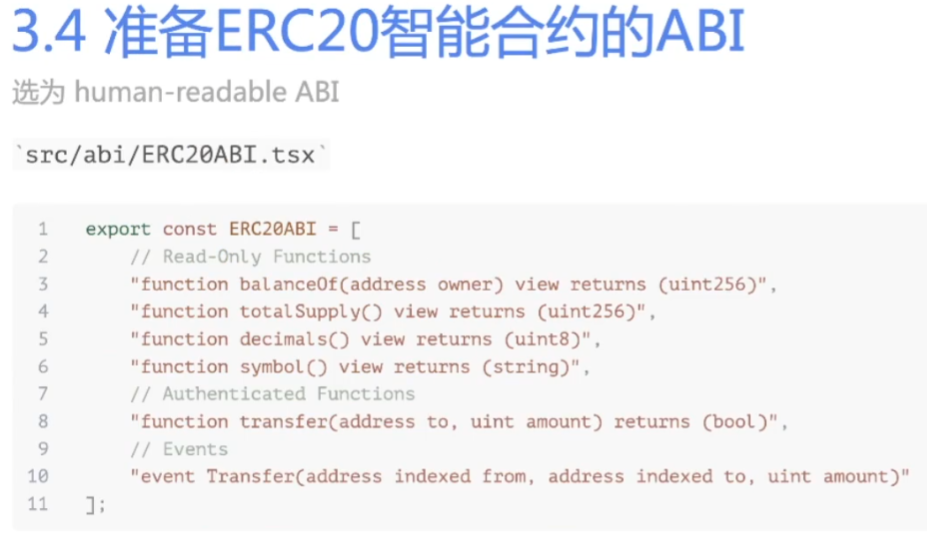 3.4 准备ERC20智能合约的ABI
选为 human-readable ABI
`src/abi/ERC20ABI.tsx`
1 export const ERC20ABI = [
2 // Read-Only Functions
3 "function balanceOf(address owner) view returns (uint256)",
4 "function totalSupply() view returns (uint256)",
5 "function decimals() view returns (uint8)",
6 "function symbol() view returns (string)",
7 // Authenticated Functions
8 "function transfer(address to, uint amount) returns (bool)",
9 // Events
10 "event Transfer(address indexed from, address indexed to, uint amount)"
11 ];